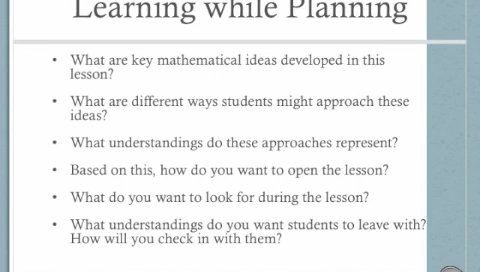 Learning while Planning
• What are key mathematical ideas developed in this
lesson?
• What are different ways students might approach these
ideas?
• What understandings do these approaches represent?
• Based on this, how do you want to open the lesson?
• What do you want to look for during the lesson?
• What understandings do you want students to leave with?
How will you check in with them?